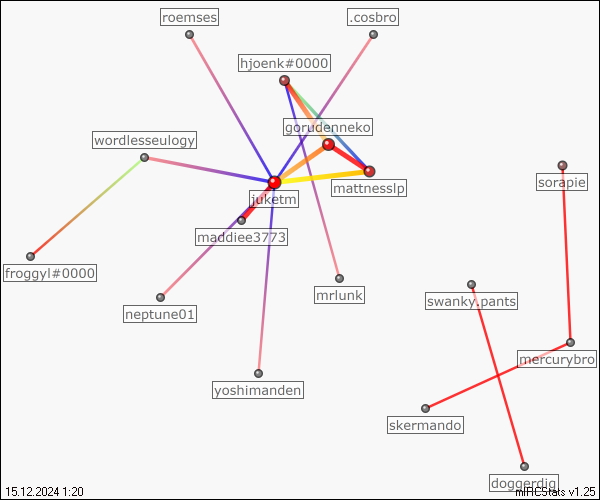 roemses
.cosbro
hjoenk#0000
gorudenneko
wordlesseulogy
mattnesslp
sorapie
juketm
maddiee3773
froggyl#0000
mrlunk
swanky.pants
neptune01
mercurybro
yoshimanden
skermando
doggerdig
15.12.2024 1:20
mIRCStats v1.25